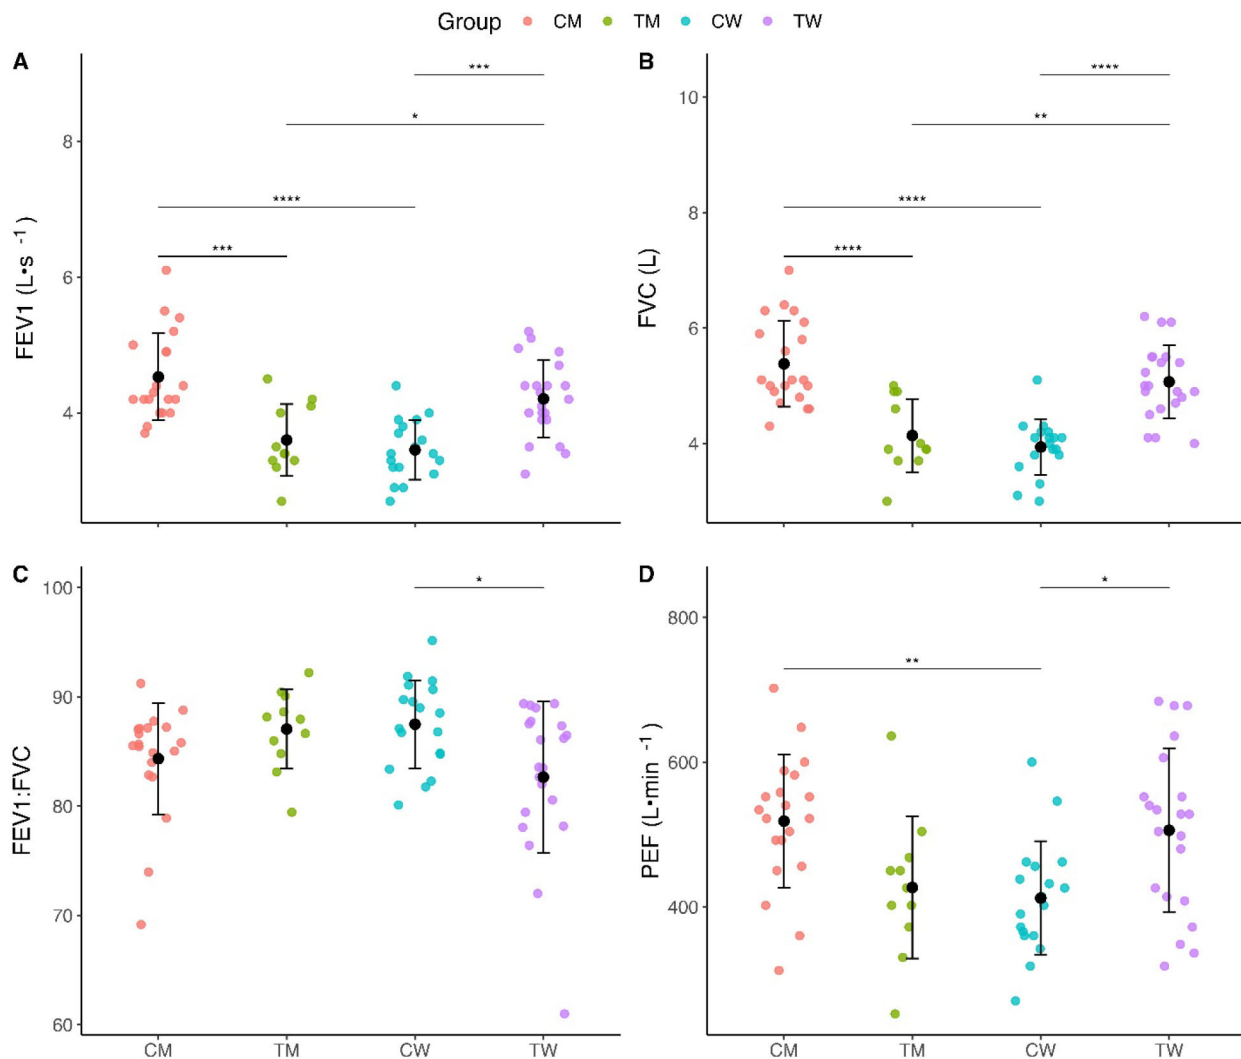 Group CM TM CW TW
A
***
*
****
***
8
6
4
FEV1 (L•s -1)
B
****
**
****
****
10
8
6
4
FVC (L)
C
*
100
90
80
70
60
FEV1:FVC
CM TM CW TW
D
*
**
800
600
400
PEF (L•min -1)
CM TM CW TW